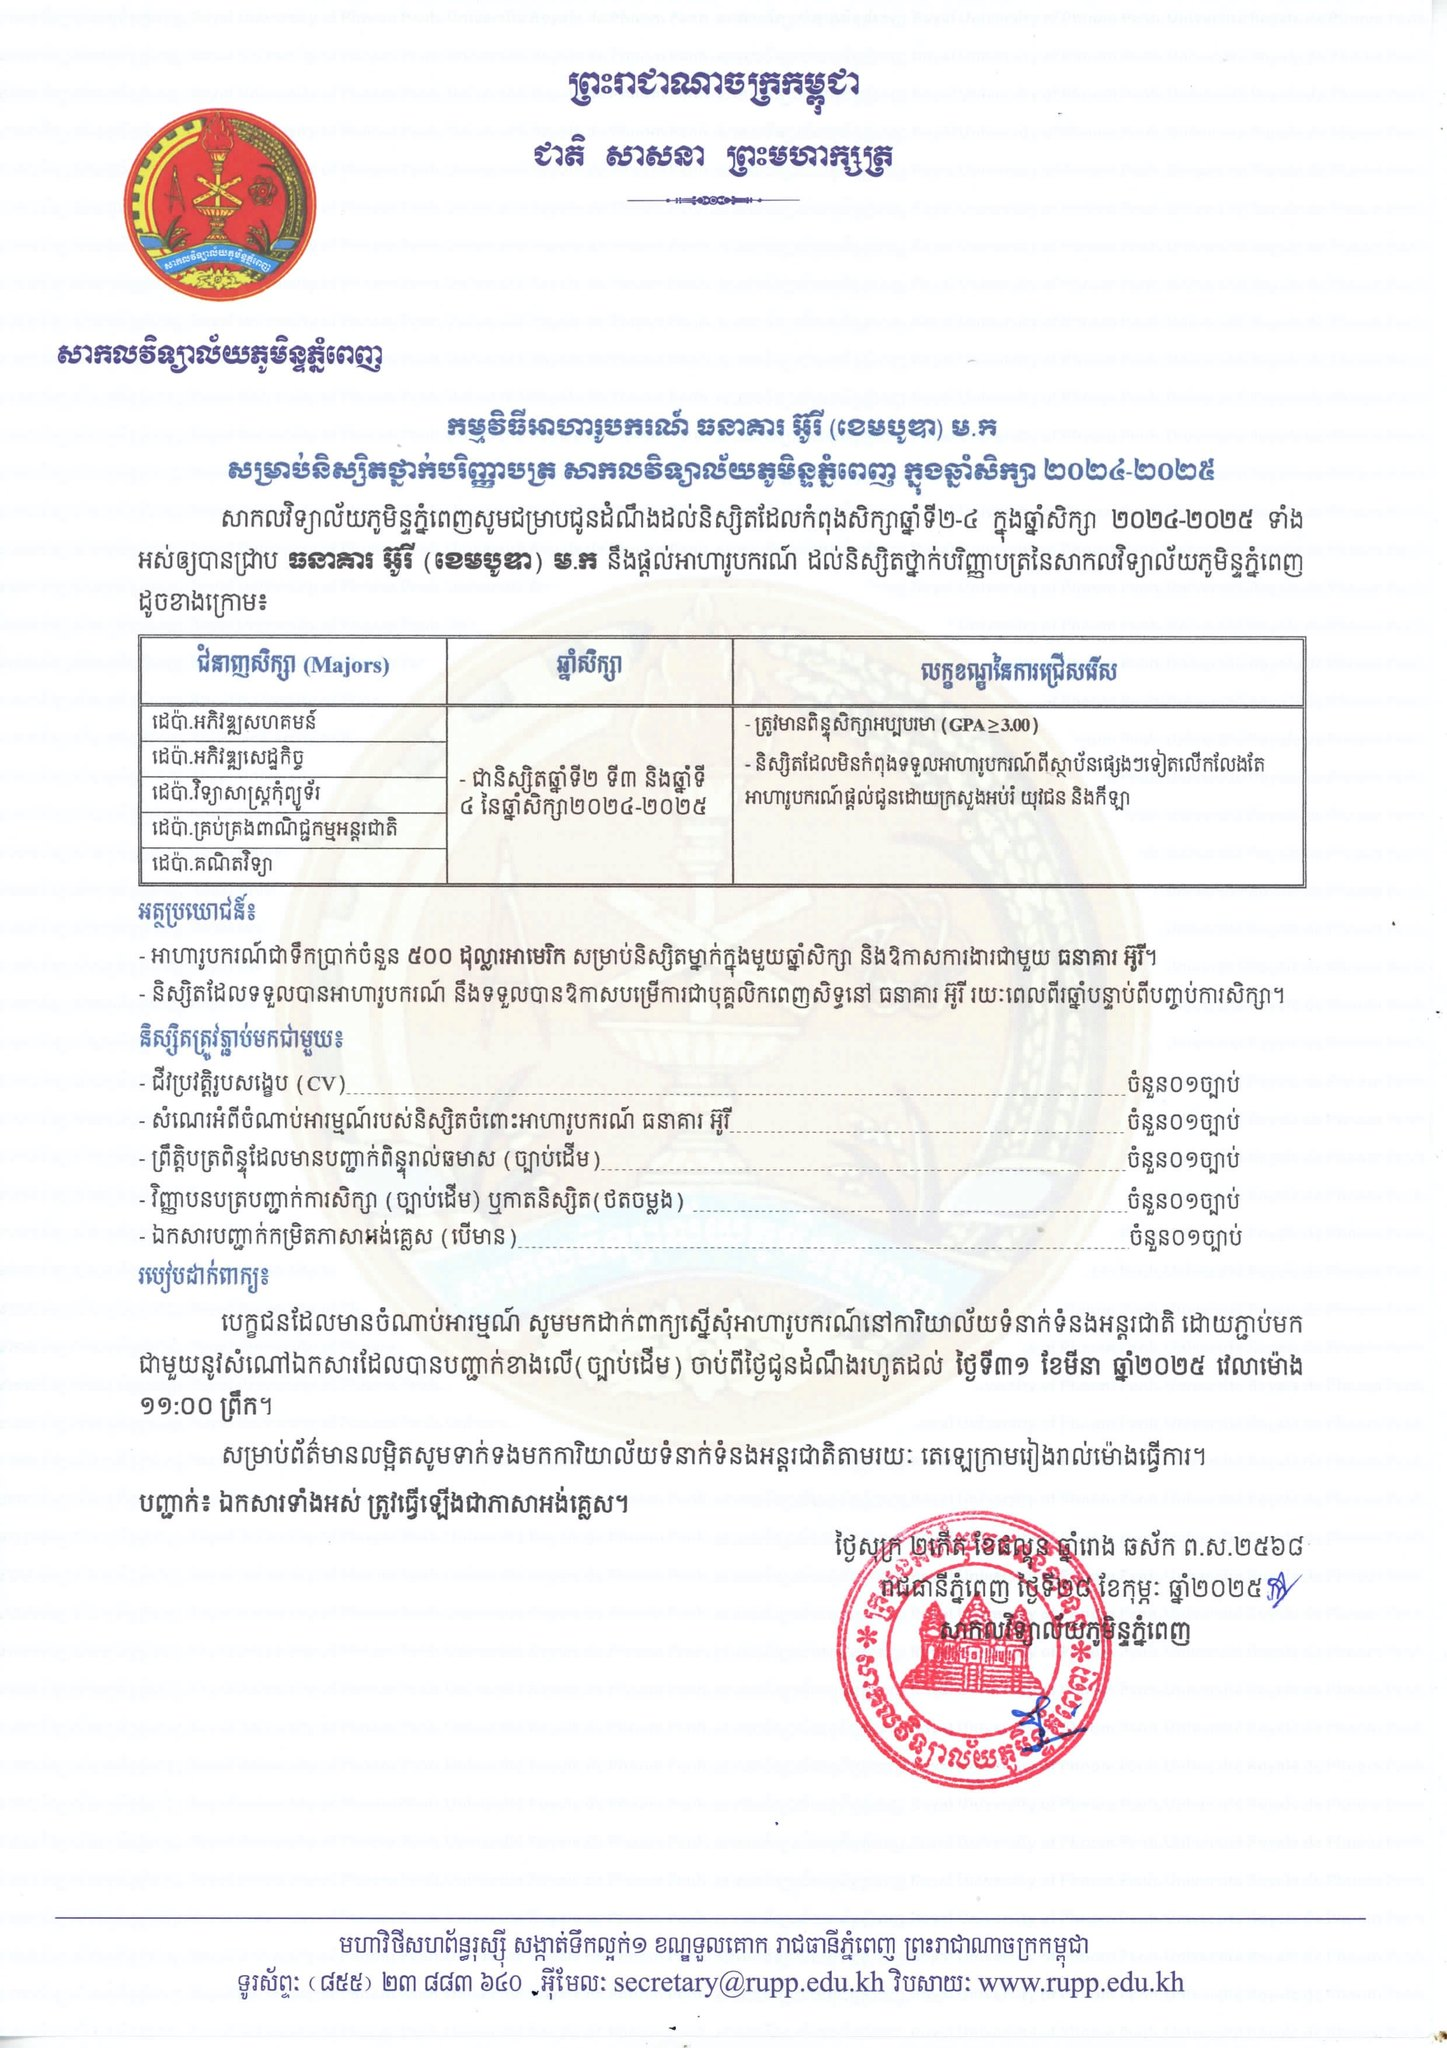 ព្រះរាជាណាចក្រកម្ពុជា
ជាតិ សាសនា ព្រះមហាក្សត្រ
សាកលវិទ្យាល័យភូមិន្ទភ្នំពេញ
សាកលវិទ្យាល័យភូមិន្ទភ្នំពេញ
កម្មវិធីអាហារូបករណ៍ ធនាគារ អ៊ូរី (ខេមបូឌា) ម.ក
សម្រាប់និស្សិតថ្នាក់បរិញ្ញាបត្រ សាកលវិទ្យាល័យភូមិន្ទភ្នំពេញ ក្នុងឆ្នាំសិក្សា ២០២៤-២០២៥
សាកលវិទ្យាល័យភូមិន្ទភ្នំពេញសូមជម្រាបជូនដំណឹងដល់និស្សិតដែលកំពុងសិក្សាឆ្នាំទី២-៤ ក្នុងឆ្នាំសិក្សា ២០២៤-២០២៥ ទាំង
អស់ឲ្យបានជ្រាប ធនាគារ អ៊ូរី (ខេមបូឌា) ម.ក នឹងផ្តល់អាហារូបករណ៍ ដល់និស្សិតថ្នាក់បរិញ្ញាបត្រនៃសាកលវិទ្យាល័យភូមិន្ទភ្នំពេញ
ដូចខាងក្រោម៖
ជំនាញសិក្សា (Majors)
ឆ្នាំសិក្សា
លក្ខខណ្ឌនៃការជ្រើសរើស
ដេប៉ា.អភិវឌ្ឍសហគមន៍
ដេប៉ា.អភិវឌ្ឍសេដ្ឋកិច្ច
ដេប៉ា.វិទ្យាសាស្ត្រកុំព្យូទ័រ
ដេប៉ា.គ្រប់គ្រងពាណិជ្ជកម្មអន្តរជាតិ
ដេប៉ា.គណិតវិទ្យា
- ជានិស្សិតឆ្នាំទី២ ទី៣ និងឆ្នាំទី
៤ នៃឆ្នាំសិក្សា២០២៤-២០២៥
- ត្រូវមានពិន្ទុសិក្សាអប្បបរមា (GPA ≥ 3.00)
- និស្សិតដែលមិនកំពុងទទួលអាហារូបករណ៍ពីស្ថាប័នផ្សេងៗទៀតលើកលែងតែ
អាហារូបករណ៍ផ្តល់ជូនដោយក្រសួងអប់រំ យុវជន និងកីឡា
អត្ថប្រយោជន៍៖
- អាហារូបករណ៍ជាទឹកប្រាក់ចំនួន ៥០០ ដុល្លារអាមេរិក សម្រាប់និស្សិតម្នាក់ក្នុងមួយឆ្នាំសិក្សា និងឱកាសការងារជាមួយ ធនាគារ អ៊ូរី។
- និស្សិតដែលទទួលបានអាហារូបករណ៍ នឹងទទួលបានឱកាសបម្រើការជាបុគ្គលិកពេញសិទ្ធនៅ ធនាគារ អ៊ូរី រយៈពេលពីរឆ្នាំបន្ទាប់ពីបញ្ចប់ការសិក្សា។
និស្សិតត្រូវភ្ជាប់មកជាមួយ៖
- ជីវប្រវត្តិរូបសង្ខេប (CV) ចំនួន០១ច្បាប់
- សំណេរអំពីចំណាប់អារម្មណ៍របស់និស្សិតចំពោះអាហារូបករណ៍ ធនាគារ អ៊ូរី ចំនួន០១ច្បាប់
- ព្រឹត្តិបត្រពិន្ទុដែលមានបញ្ជាក់ពិន្ទុរាល់ឆមាស (ច្បាប់ដើម) ចំនួន០១ច្បាប់
- វិញ្ញាបនបត្របញ្ជាក់ការសិក្សា (ច្បាប់ដើម) ឬកាតនិស្សិត(ថតចម្លង) ចំនួន០១ច្បាប់
- ឯកសារបញ្ជាក់កម្រិតភាសាអង់គ្លេស (បើមាន) ចំនួន០១ច្បាប់
របៀបដាក់ពាក្យ៖
បេក្ខជនដែលមានចំណាប់អារម្មណ៍ សូមមកដាក់ពាក្យស្នើសុំអាហារូបករណ៍នៅការិយាល័យទំនាក់ទំនងអន្តរជាតិ ដោយភ្ជាប់មក
ជាមួយនូវសំណៅឯកសារដែលបានបញ្ជាក់ខាងលើ(ច្បាប់ដើម) ចាប់ពីថ្ងៃជូនដំណឹងរហូតដល់ ថ្ងៃទី៣១ ខែមីនា ឆ្នាំ២០២៥ វេលាម៉ោង
១១:០០ ព្រឹក។
សម្រាប់ព័ត៌មានលម្អិតសូមទាក់ទងមកការិយាល័យទំនាក់ទំនងអន្តរជាតិតាមរយៈ តេឡេក្រាមរៀងរាល់ម៉ោងធ្វើការ។
បញ្ជាក់៖ ឯកសារទាំងអស់ ត្រូវធ្វើឡើងជាភាសាអង់គ្លេស។
ថ្ងៃសុក្រ ២កើត ខែផល្គុន ឆ្នាំរោង ឆស័ក ព.ស.២៥៦៨
រាជធានីភ្នំពេញ ថ្ងៃទី២៨ ខែកុម្ភៈ ឆ្នាំ២០២៥
សាកលវិទ្យាល័យភូមិន្ទភ្នំពេញ
សាកលវិទ្យាល័យភូមិន្ទភ្នំពេញ
មហាវិថីសហព័ន្ធរុស្ស៊ី សង្កាត់ទឹកល្អក់១ ខណ្ឌទួលគោក រាជធានីភ្នំពេញ ព្រះរាជាណាចក្រកម្ពុជា
ទូរស័ព្ទៈ (៨៥៥) ២៣ ៨៨៣ ៦៤០ អ៊ីមែលៈ secretary@rupp.edu.kh វិបសាយៈ www.rupp.edu.kh